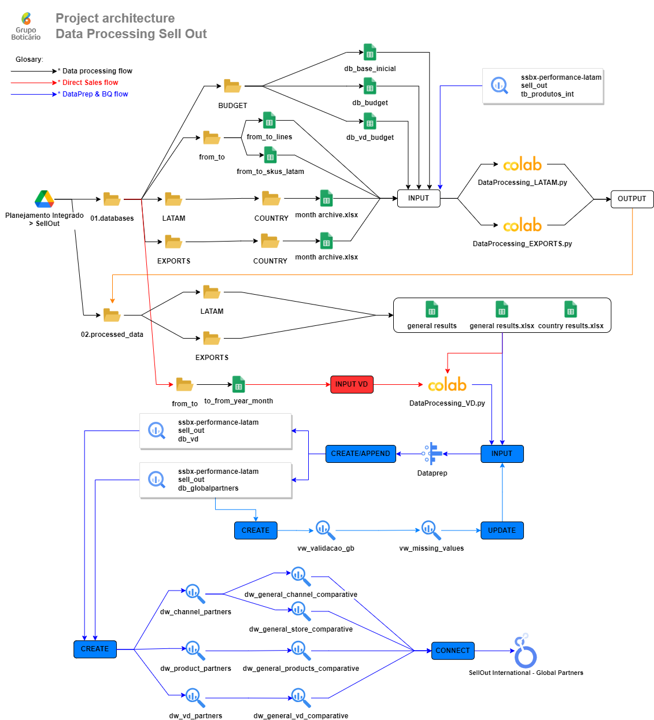 Grupo
Boticário
Project architecture
Data Processing Sell Out
Glosary:
* Data processing flow
* Direct Sales flow
* DataPrep & BQ flow
db_base_inicial
BUDGET
db_budget
ssbx-performance-latam
sell_out
tb_produtos_int
db_vd_budget
from_to
from_to_lines
from_to_skus_latam
Planejamento Integrado
> SellOut
01.databases
LATAM
COUNTRY
month archive.xlsx
INPUT
colab
DataProcessing_LATAM.py
OUTPUT
colab
DataProcessing_EXPORTS.py
EXPORTS
COUNTRY
month archive.xlsx
02.processed_data
LATAM
EXPORTS
general results
general results.xlsx
country results.xlsx
from_to
to_from_year_month
INPUT VD
colab
DataProcessing_VD.py
ssbx-performance-latam
sell_out
db_vd
CREATE/APPEND
Dataprep
INPUT
ssbx-performance-latam
sell_out
db_globalpartners
CREATE
vw_validacao_gb
vw_missing_values
UPDATE
dw_channel_partners
dw_general_channel_comparative
dw_general_store_comparative
CREATE
dw_product_partners
dw_general_products_comparative
CONNECT
SellOut International - Global Partners
dw_vd_partners
dw_general_vd_comparative